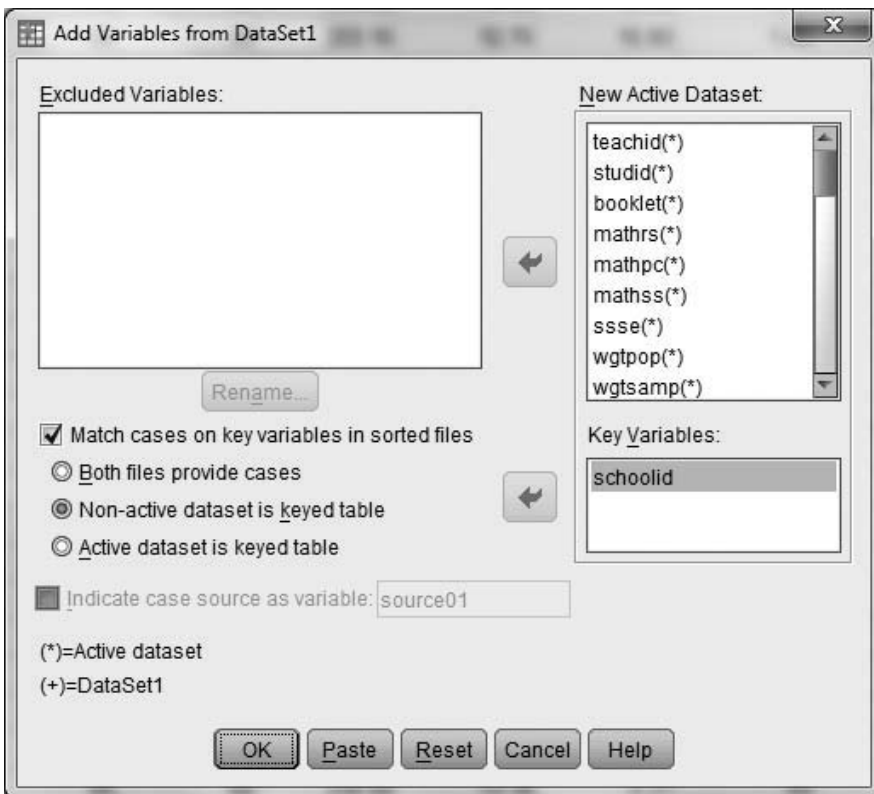 Add Variables from DataSet1
Excluded Variables:
New Active Dataset:
teachid(*)
studid(*)
booklet(*)
mathrs(*)
mathpc(*)
mathss(*)
ssse(*)
wgtpop(*)
wgtsamp(*)
Rename...
Match cases on key variables in sorted files
Both files provide cases
Non-active dataset is keyed table
Active dataset is keyed table
Key Variables:
schoolid
Indicate case source as variable: source01
(*)=Active dataset
(+)=DataSet1
OK Paste Reset Cancel Help